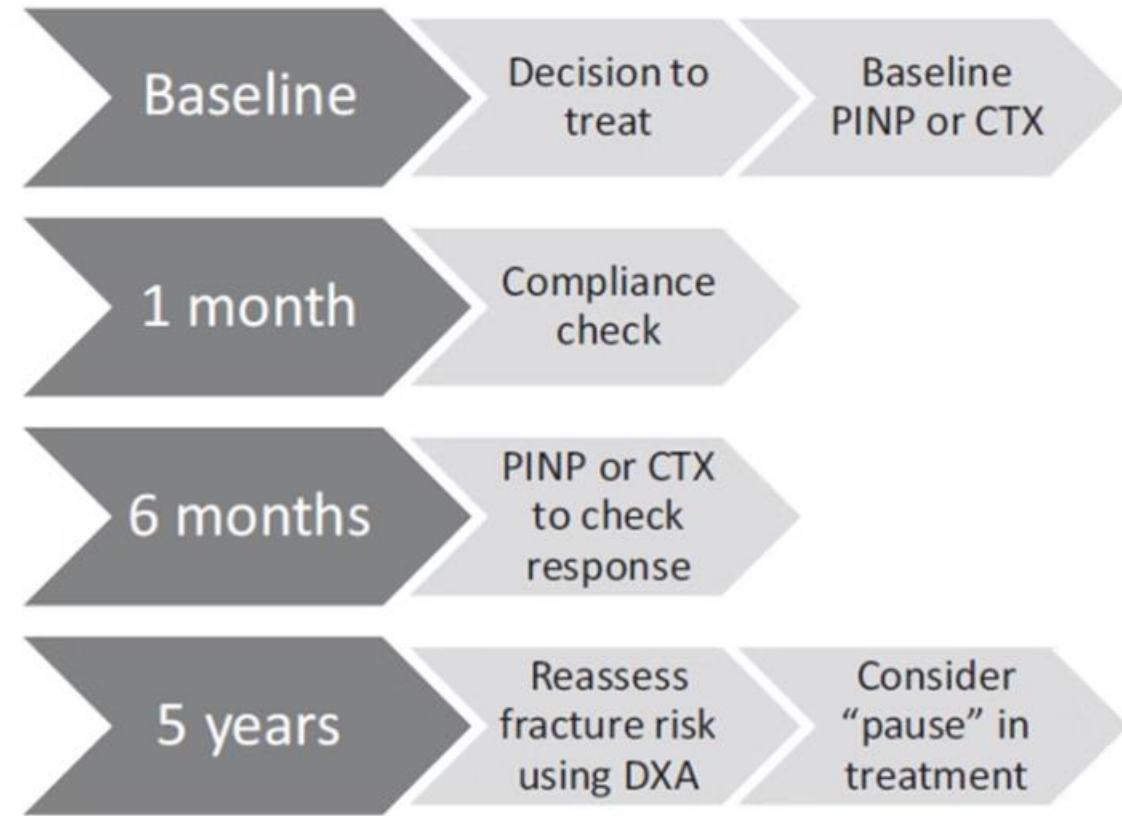 Baseline
Decision to
treat
Baseline
PINP or CTX
1 month
Compliance
check
6 months
PINP or CTX
to check
response
5 years
Reassess
fracture risk
using DXA
Consider
“pause” in
treatment